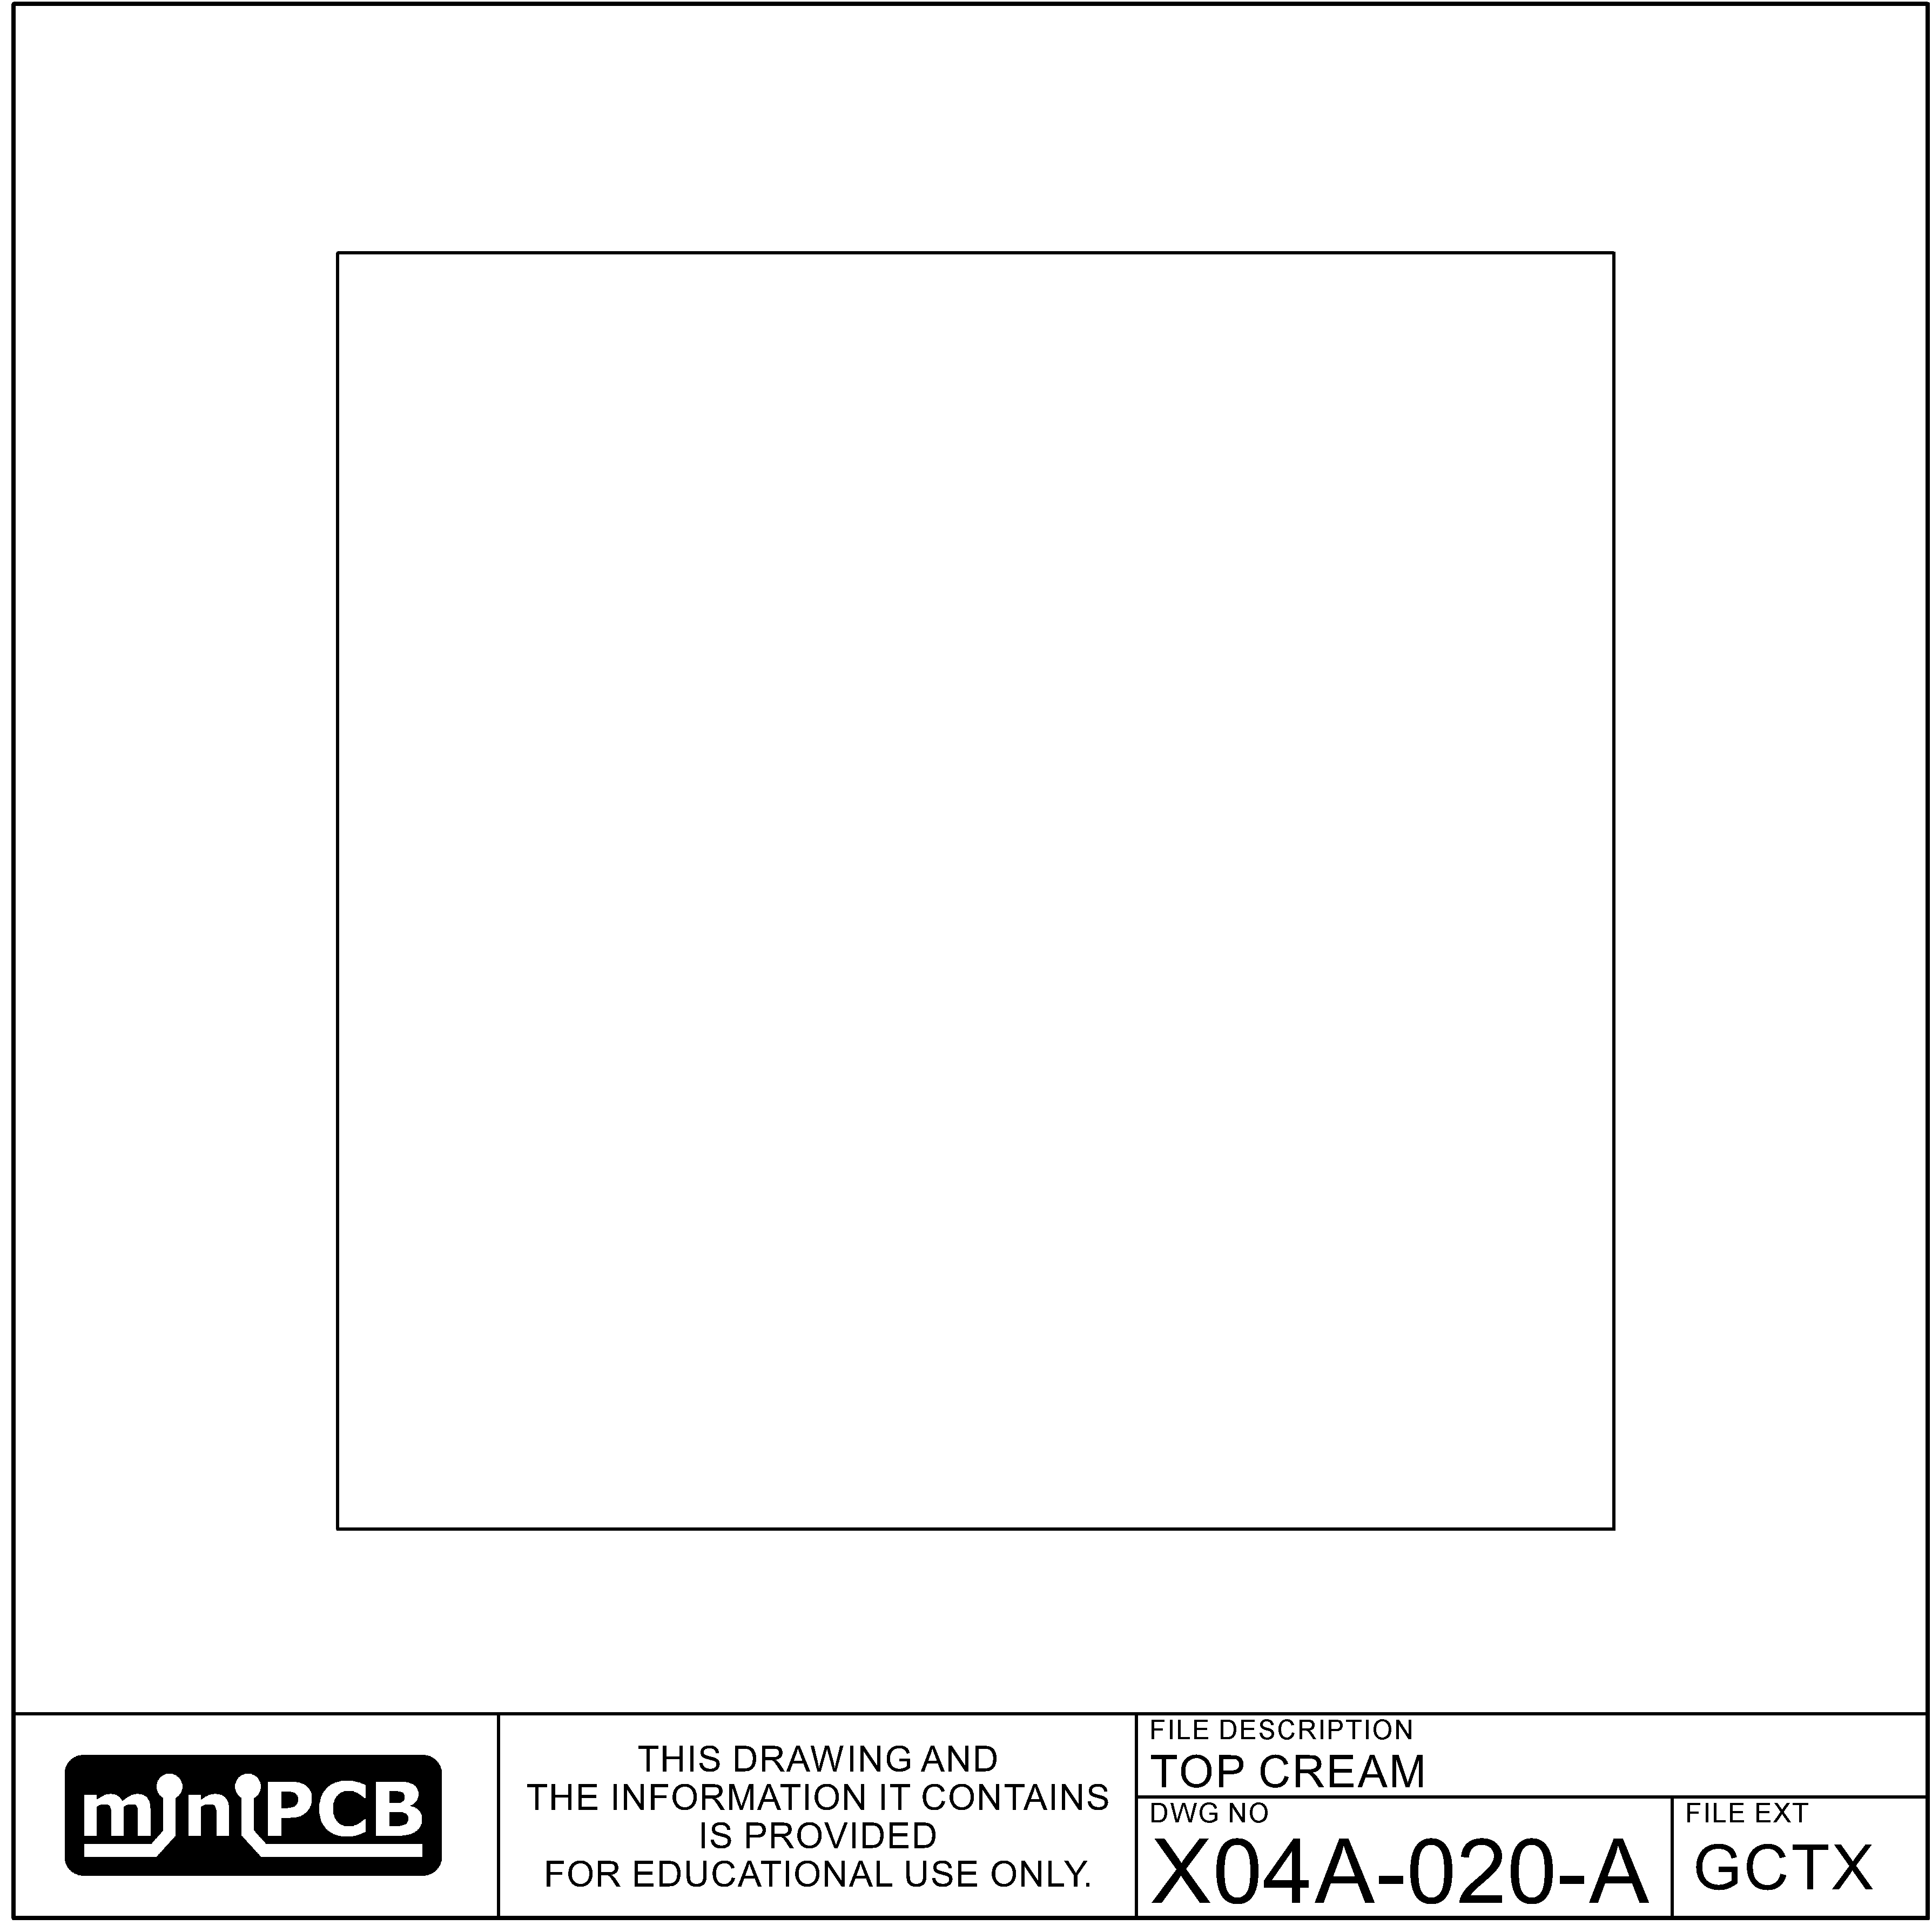 miniPCB
THIS DRAWING AND
THE INFORMATION IT CONTAINS
IS PROVIDED
FOR EDUCATIONAL USE ONLY.
FILE DESCRIPTION
TOP CREAM
DWG NO
X04A-020-A
FILE EXT
GCTX